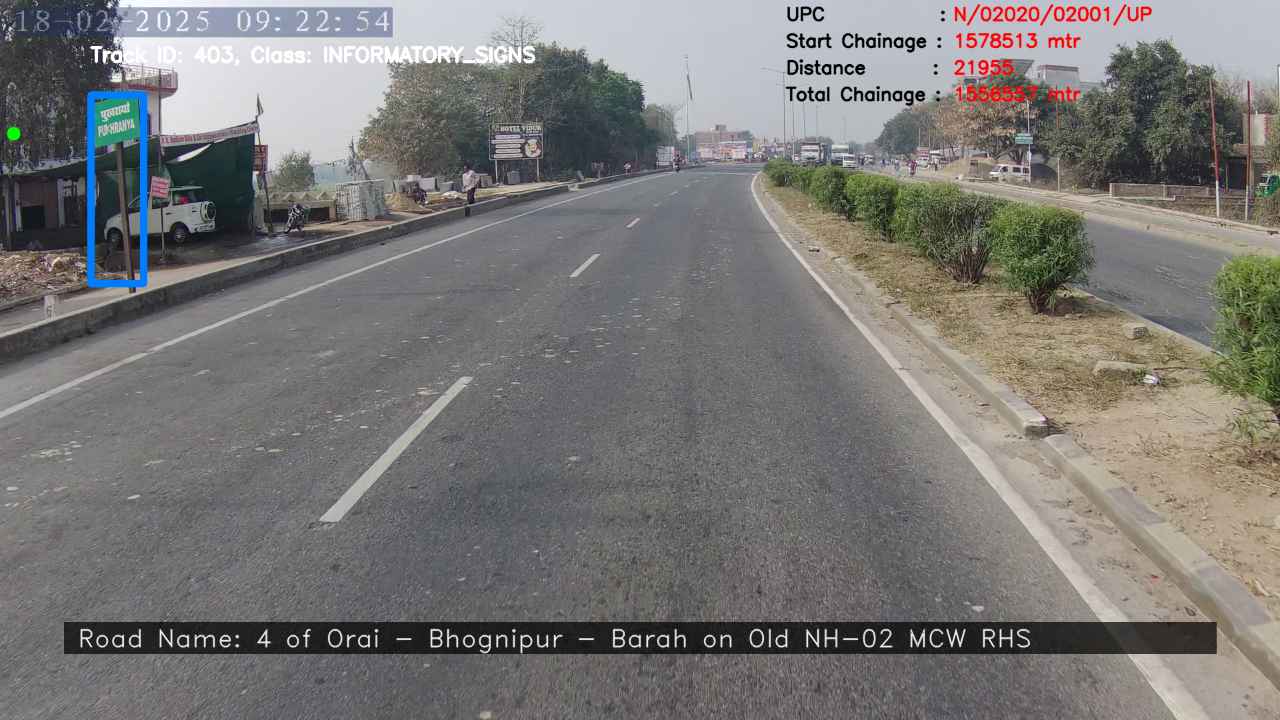 18-02-2025 09:22:54
UPC : N/02020/02001/UP
Start Chainage : 1578513 mtr
Distance : 21955
Total Chainage : 1556557 mtr
Track ID: 403, Class: INFORMATORY_SIGNS
पुखरायां
PUKHRAYA
HOTEL
Road Name: 4 of Orai - Bhognipur - Barah on Old NH-02 MCW RHS